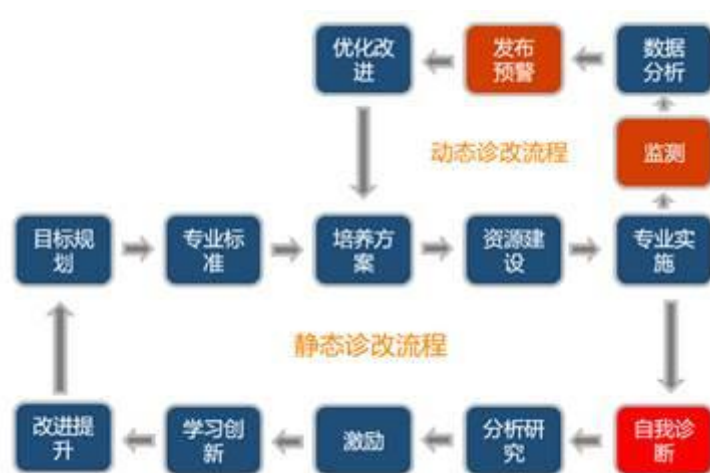 优化改
进
发布
预警
数据
分析
动态诊改流程
监测
目标规
划
专业标
准
培养方
案
资源建
设
专业实
施
静态诊改流程
改进提
升
学习创
新
激励
分析研
究
自我诊
断